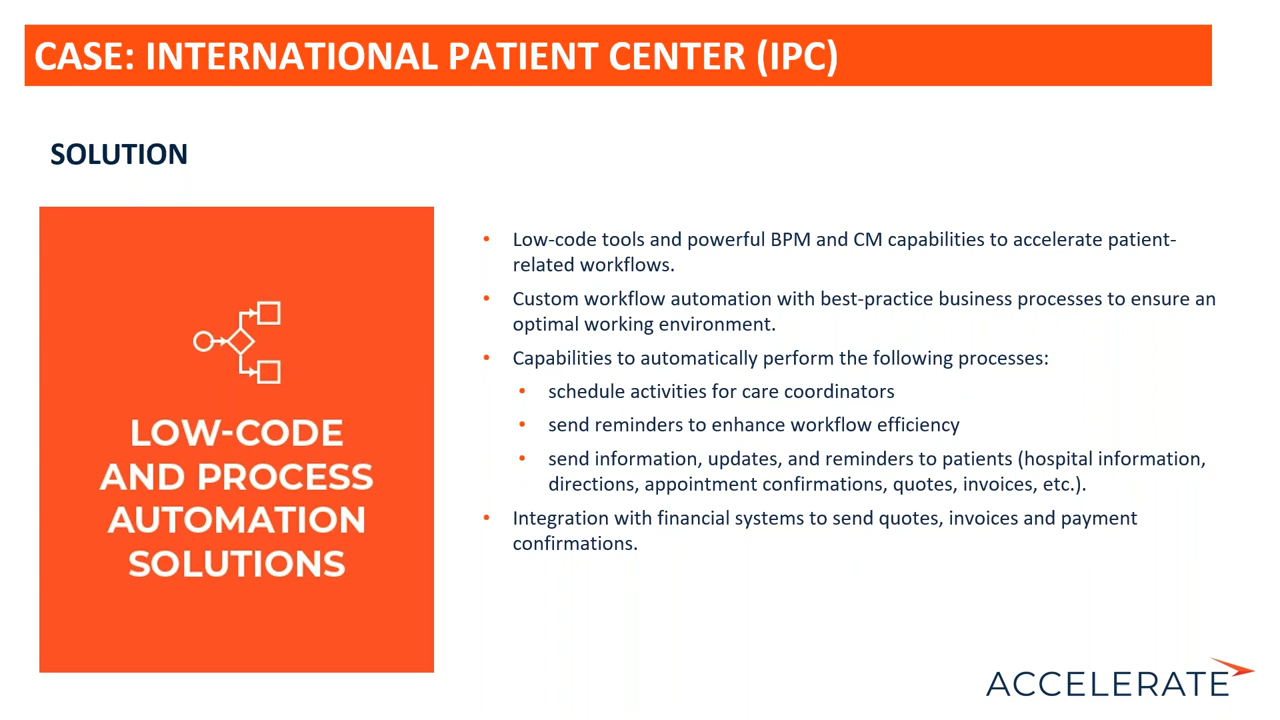 CASE: INTERNATIONAL PATIENT CENTER (IPC)
SOLUTION
LOW-CODE
AND PROCESS
AUTOMATION
SOLUTIONS
• Low-code tools and powerful BPM and CM capabilities to accelerate patient-
related workflows.
• Custom workflow automation with best-practice business processes to ensure an
optimal working environment.
• Capabilities to automatically perform the following processes:
• schedule activities for care coordinators
• send reminders to enhance workflow efficiency
• send information, updates, and reminders to patients (hospital information,
directions, appointment confirmations, quotes, invoices, etc.).
• Integration with financial systems to send quotes, invoices and payment
confirmations.
ACCELERATE